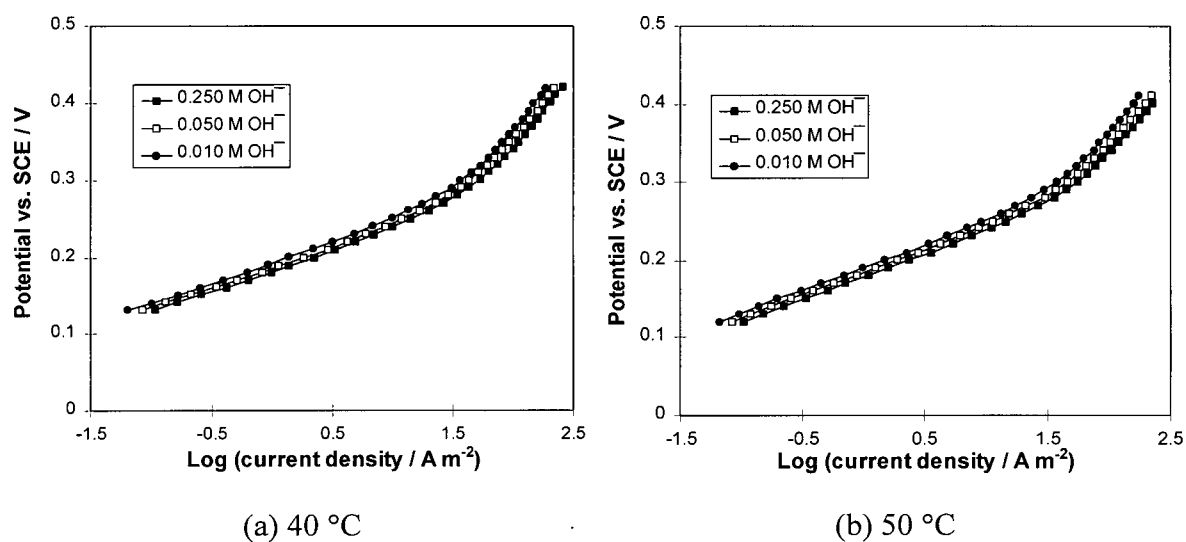 0.5
0.4
0.3
0.2
0.1
0
Potential vs. SCE / V
0.250 M OH⁻
0.050 M OH⁻
0.010 M OH⁻
-1.5 -0.5 0.5 1.5 2.5
Log (current density / A m⁻²)
(a) 40 °C
0.5
0.4
0.3
0.2
0.1
0
Potential vs. SCE / V
0.250 M OH⁻
0.050 M OH⁻
0.010 M OH⁻
-1.5 -0.5 0.5 1.5 2.5
Log (current density / A m⁻²)
(b) 50 °C